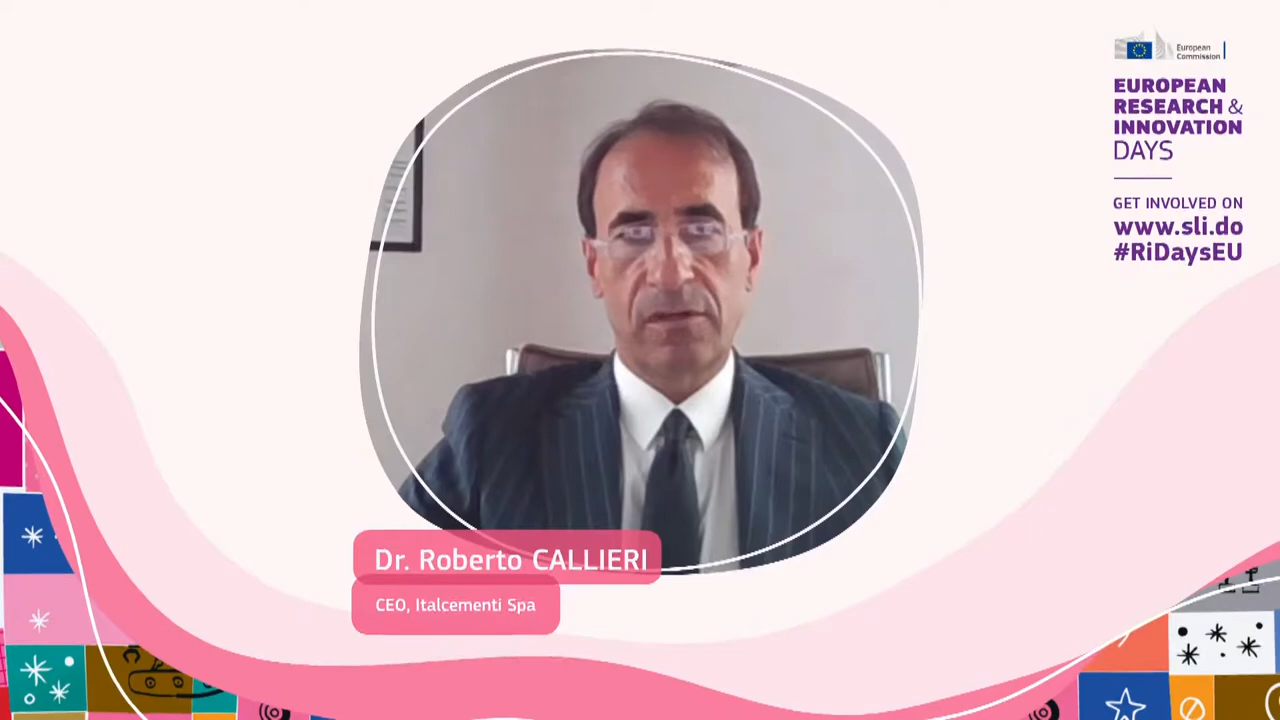 European
Commission
EUROPEAN
RESEARCH &
INNOVATION
DAYS
GET INVOLVED ON
www.sli.do
#RiDaysEU
Dr. Roberto CALLIERI
CEO, Italcementi Spa